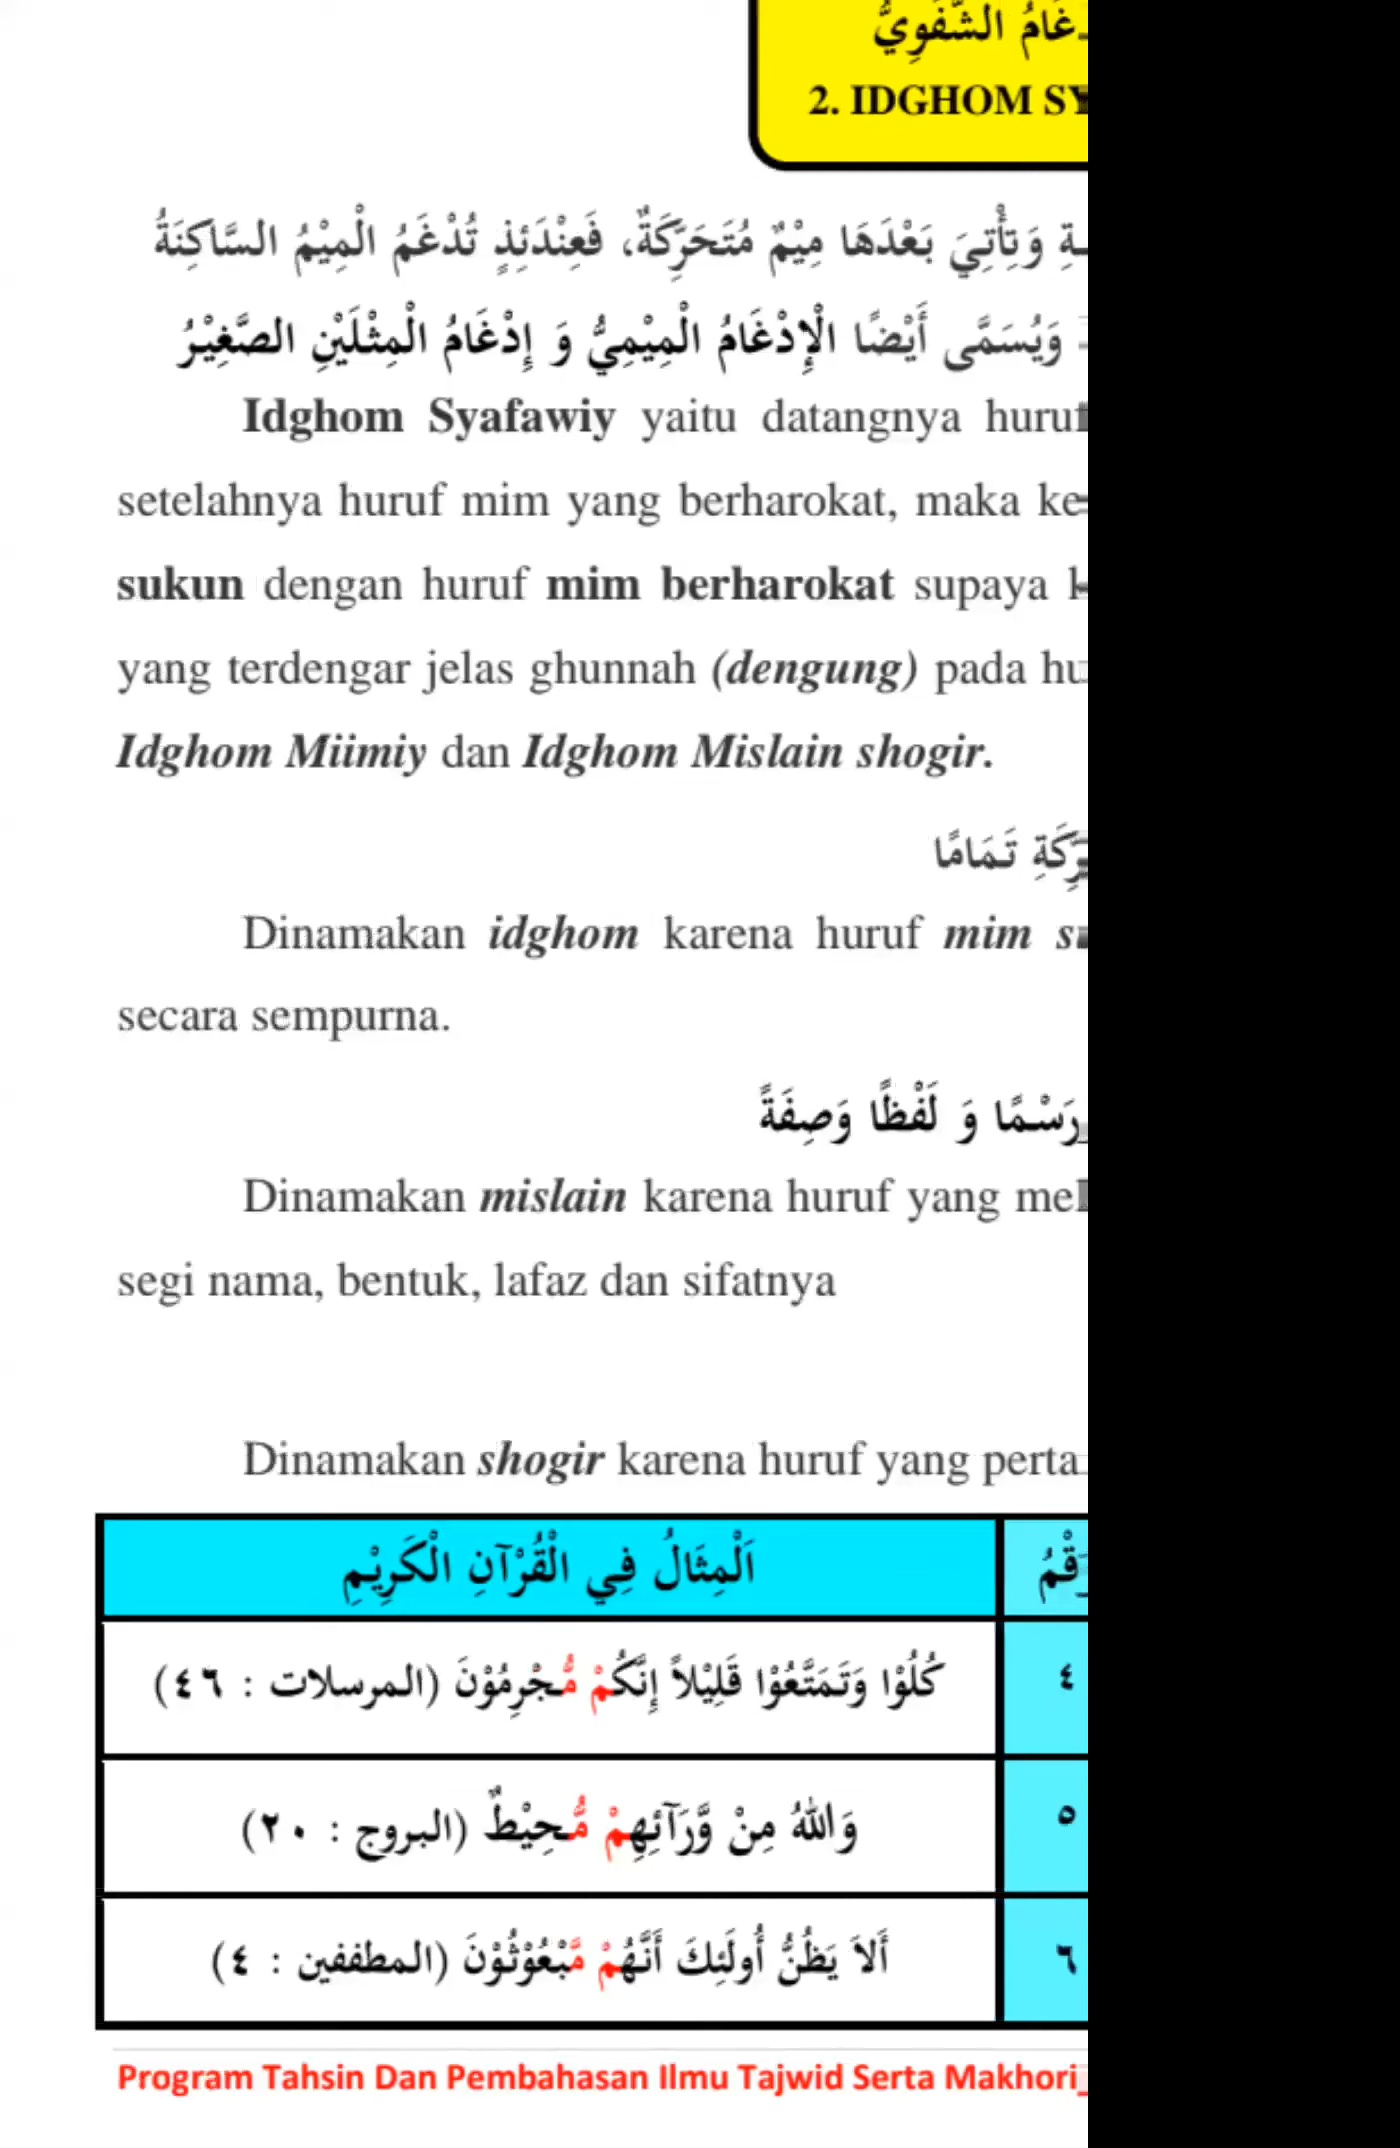 الشَّفَوِيُّ
2. IDGHOM
وَتِأْتِيَ بَعْدَهَا مِيْمٌ مُتَحَرِّكَةٌ، فَعِنْدَئِذٍ تُدْغَمُ الْمِيْمُ السَّاكِنَةُ
وَيُسَمَّى أَيْضًا الْإِدْغَامُ الْمِيْمِيُّ وَ إِدْغَامُ الْمِثْلَيْنِ الصَّغِيْرُ
Idghom Syafawiy yaitu datangnya huruf
setelahnya huruf mim yang berharokat, maka ke
sukun dengan huruf mim berharokat supaya
yang terdengar jelas ghunnah (dengung) pada hu
Idghom Miimiy dan Idghom Mislain shogir.
تَمَامًا
Dinamakan idghom karena huruf mim su
secara sempurna.
رَسْمًا وَ لَفْظًا وَصِفَةً
Dinamakan mislain karena huruf yang me
segi nama, bentuk, lafaz dan sifatnya
Dinamakan shogir karena huruf yang perta
اَلْمِثَالُ فِي الْقُرْآنِ الْكَرِيْمِ
٤ كُلُوْا وَتَمَتَّعُوْا قَلِيْلاً إِنَّكُمْ مُّجْرِمُوْنَ (المرسلات : ٤٦)
٥ وَاللهُ مِنْ وَّرَآئِهِمْ مُّحِيْطٌ (البروج : ٢٠)
٦ أَلاَ يَظُنُّ أُولَئِكَ أَنَّهُمْ مَّبْعُوْثُوْنَ (المطففين : ٤)
Program Tahsin Dan Pembahasan Ilmu Tajwid Serta Makhori